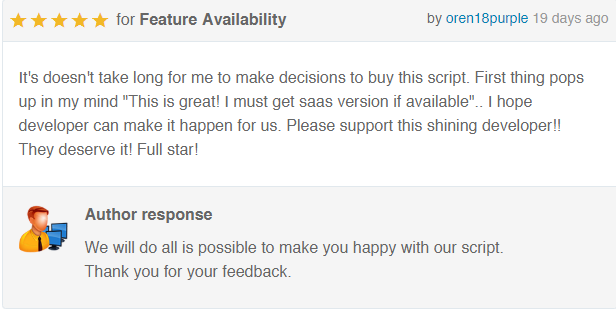 for Feature Availability by oren18purple 19 days ago
It's doesn't take long for me to make decisions to buy this script. First thing pops
up in my mind "This is great! I must get saas version if available".. I hope
developer can make it happen for us. Please support this shining developer!!
They deserve it! Full star!
Author response
We will do all is possible to make you happy with our script.
Thank you for your feedback.